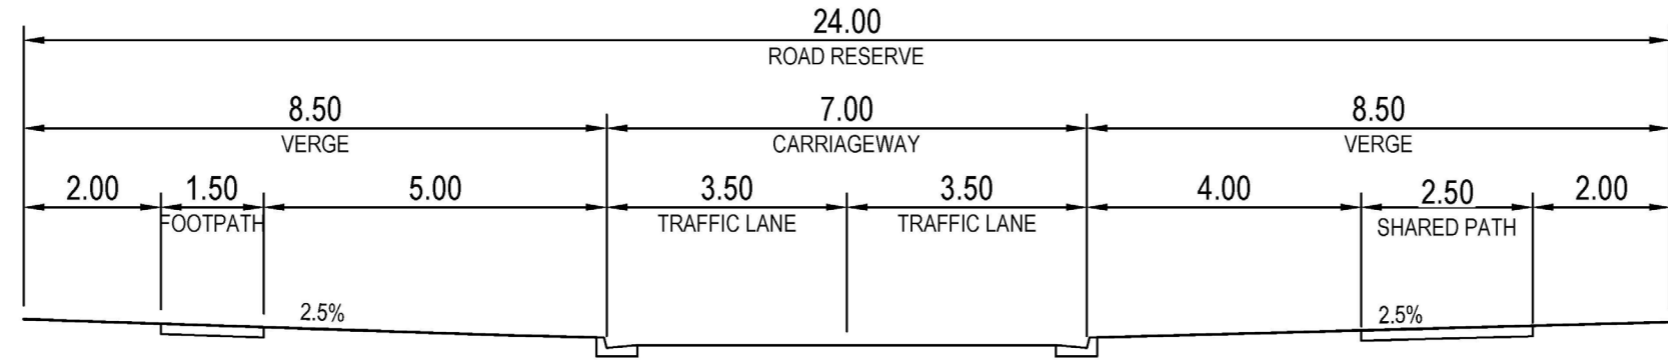 24.00
ROAD RESERVE
8.50 7.00 8.50
VERGE CARRIAGEWAY VERGE
2.00 1.50 5.00 3.50 3.50 4.00 2.50 2.00
FOOTPATH TRAFFIC LANE TRAFFIC LANE SHARED PATH
2.5% 2.5%